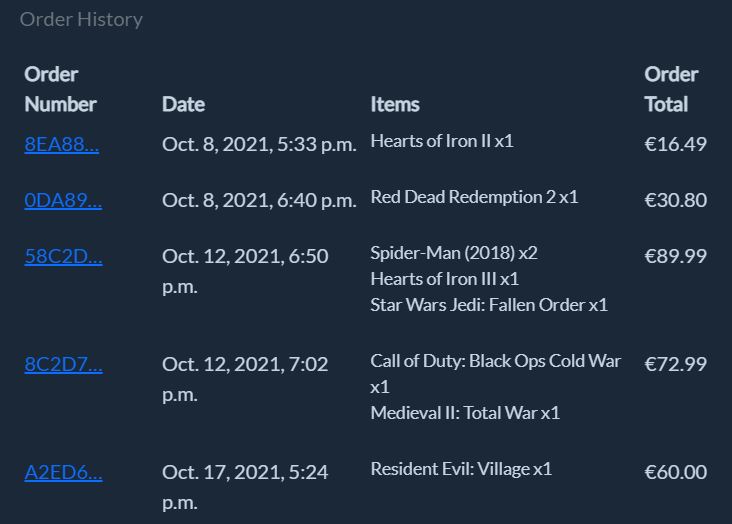 Order History
Order Number Date Items Order Total
8EA88... Oct. 8, 2021, 5:33 p.m. Hearts of Iron II x1 €16.49
0DA89... Oct. 8, 2021, 6:40 p.m. Red Dead Redemption 2 x1 €30.80
58C2D... Oct. 12, 2021, 6:50 p.m. Spider-Man (2018) x2 €89.99
Hearts of Iron III x1
Star Wars Jedi: Fallen Order x1
8C2D7... Oct. 12, 2021, 7:02 p.m. Call of Duty: Black Ops Cold War x1 €72.99
Medieval II: Total War x1
A2ED6... Oct. 17, 2021, 5:24 p.m. Resident Evil: Village x1 €60.00